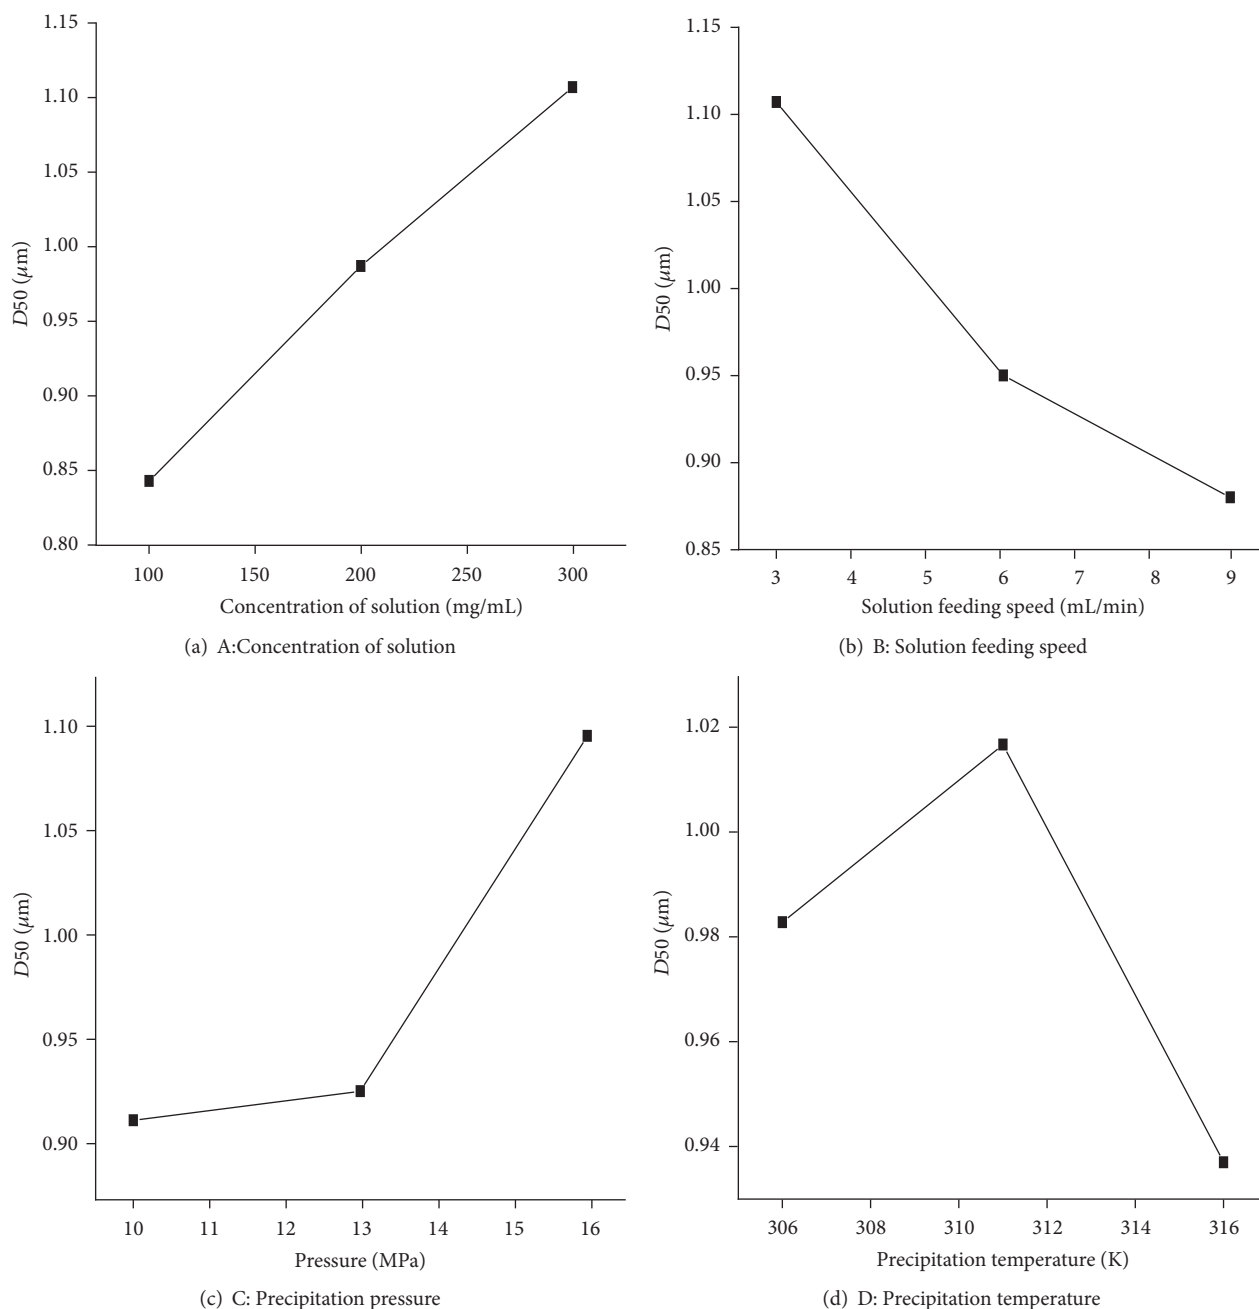 1.15
1.10
1.05
1.00
0.95
0.90
0.85
0.80
D50 (μm)
100 150 200 250 300
Concentration of solution (mg/mL)
(a) A:Concentration of solution
1.15
1.10
1.05
1.00
0.95
0.90
0.85
D50 (μm)
3 4 5 6 7 8 9
Solution feeding speed (mL/min)
(b) B: Solution feeding speed
1.10
1.05
1.00
0.95
0.90
D50 (μm)
10 11 12 13 14 15 16
Pressure (MPa)
(c) C: Precipitation pressure
1.02
1.00
0.98
0.96
0.94
D50 (μm)
306 308 310 312 314 316
Precipitation temperature (K)
(d) D: Precipitation temperature